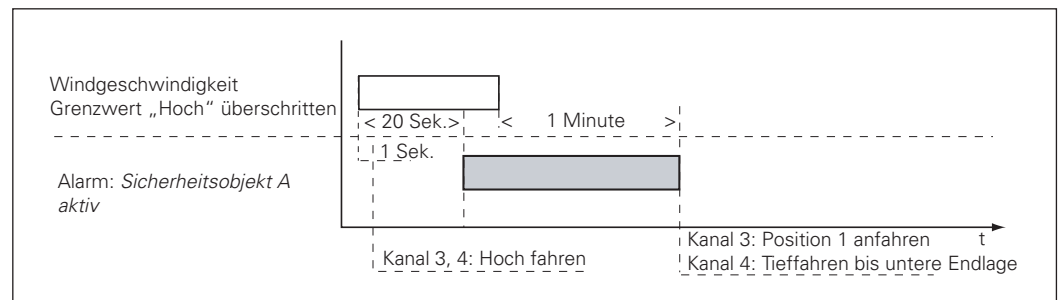 Windgeschwindigkeit
Grenzwert „Hoch“ überschritten
< 20 Sek.>
< 1 Minute >
1 Sek.
Alarm: Sicherheitsobjekt A
aktiv
Kanal 3: Position 1 anfahren
t
Kanal 3, 4: Hoch fahren
Kanal 4: Tieffahren bis untere Endlage